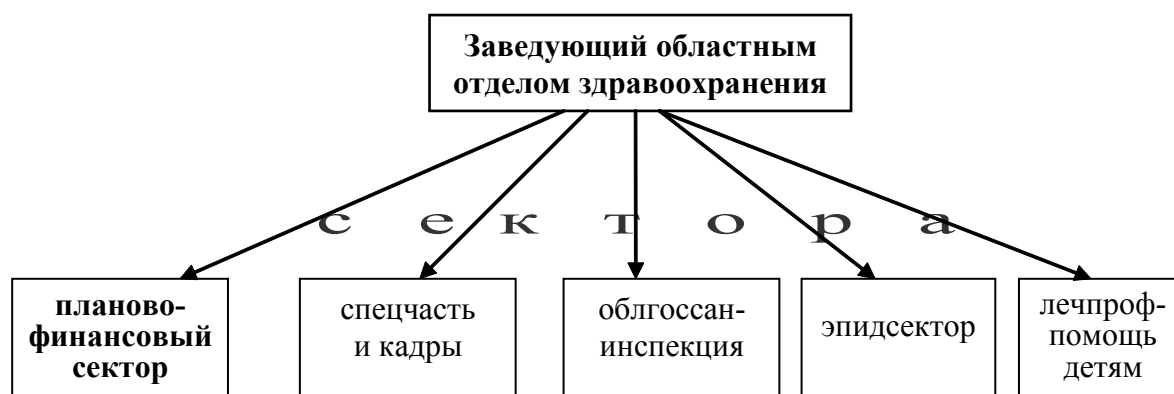 Заведующий областным
отделом здравоохранения
с е к т о р а
планово-
финансовый
сектор
спецчасть
и кадры
облгоссан-
инспекция
эпидсектор
лечпроф-
помощь
детям